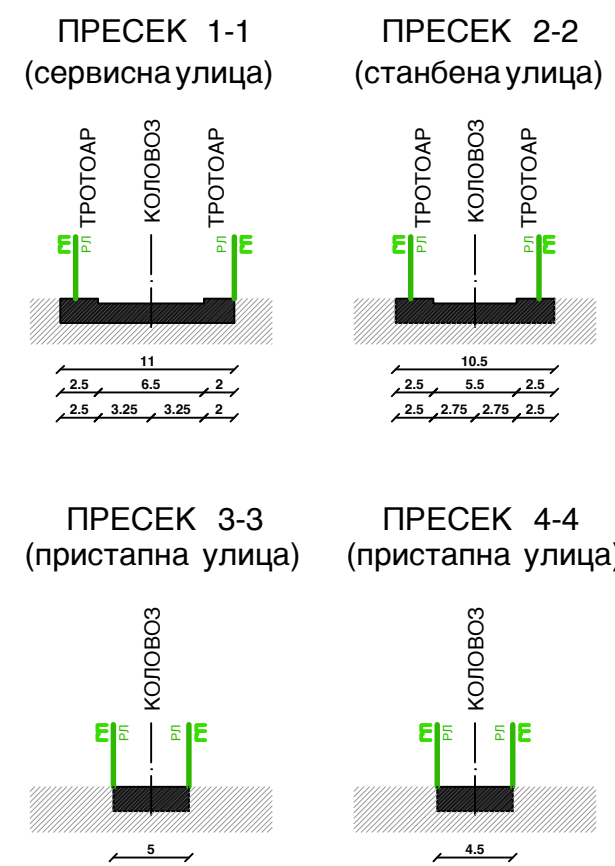 ПРЕСЕК 1-1
(сервисна улица)
ТРОТОАР
КОЛОВОЗ
ТРОТОАР
РЛ
РЛ
11
2.5 6.5 2
2.5 3.25 3.25 2
ПРЕСЕК 2-2
(станбена улица)
ТРОТОАР
КОЛОВОЗ
ТРОТОАР
РЛ
РЛ
10.5
2.5 5.5 2.5
2.5 2.75 2.75 2.5
ПРЕСЕК 3-3
(пристапна улица)
КОЛОВОЗ
РЛ
РЛ
5
ПРЕСЕК 4-4
(пристапна улица)
КОЛОВОЗ
РЛ
РЛ
4.5